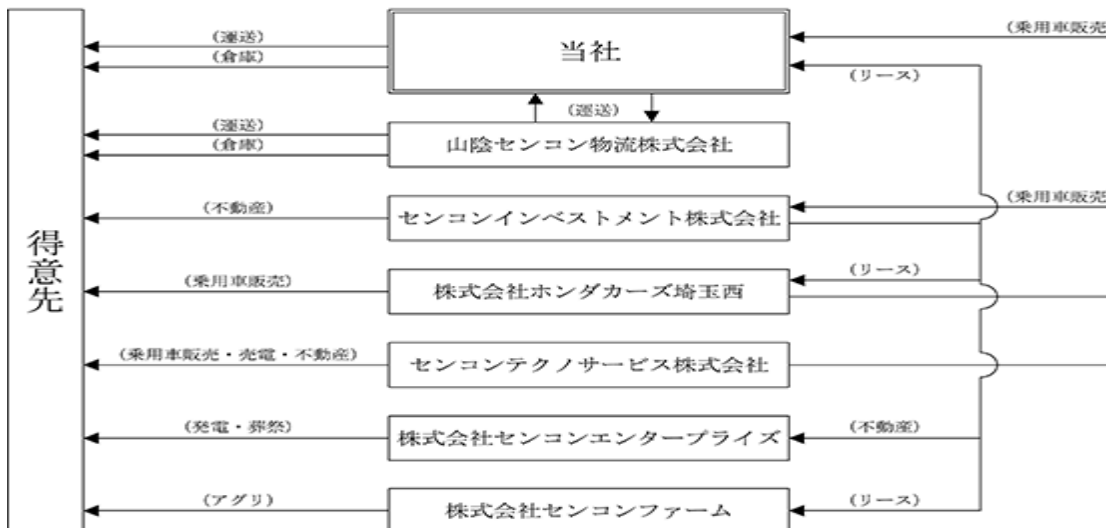 (運送)
(倉庫)
当社
(乗用車販売
(リース)
(運送)
(運送)
(倉庫)
山陰センコン物流株式会社
(不動産)
センコンインベストメント株式会社
(乗用車販売
得意先
(乗用車販売)
株式会社ホンダカーズ埼玉西
(リース)
(乗用車販売・売電・不動産)
センコンテクノサービス株式会社
(発電・葬祭)
株式会社センコンエンタープライズ
(不動産)
(アグリ)
株式会社センコンファーム
(リース)